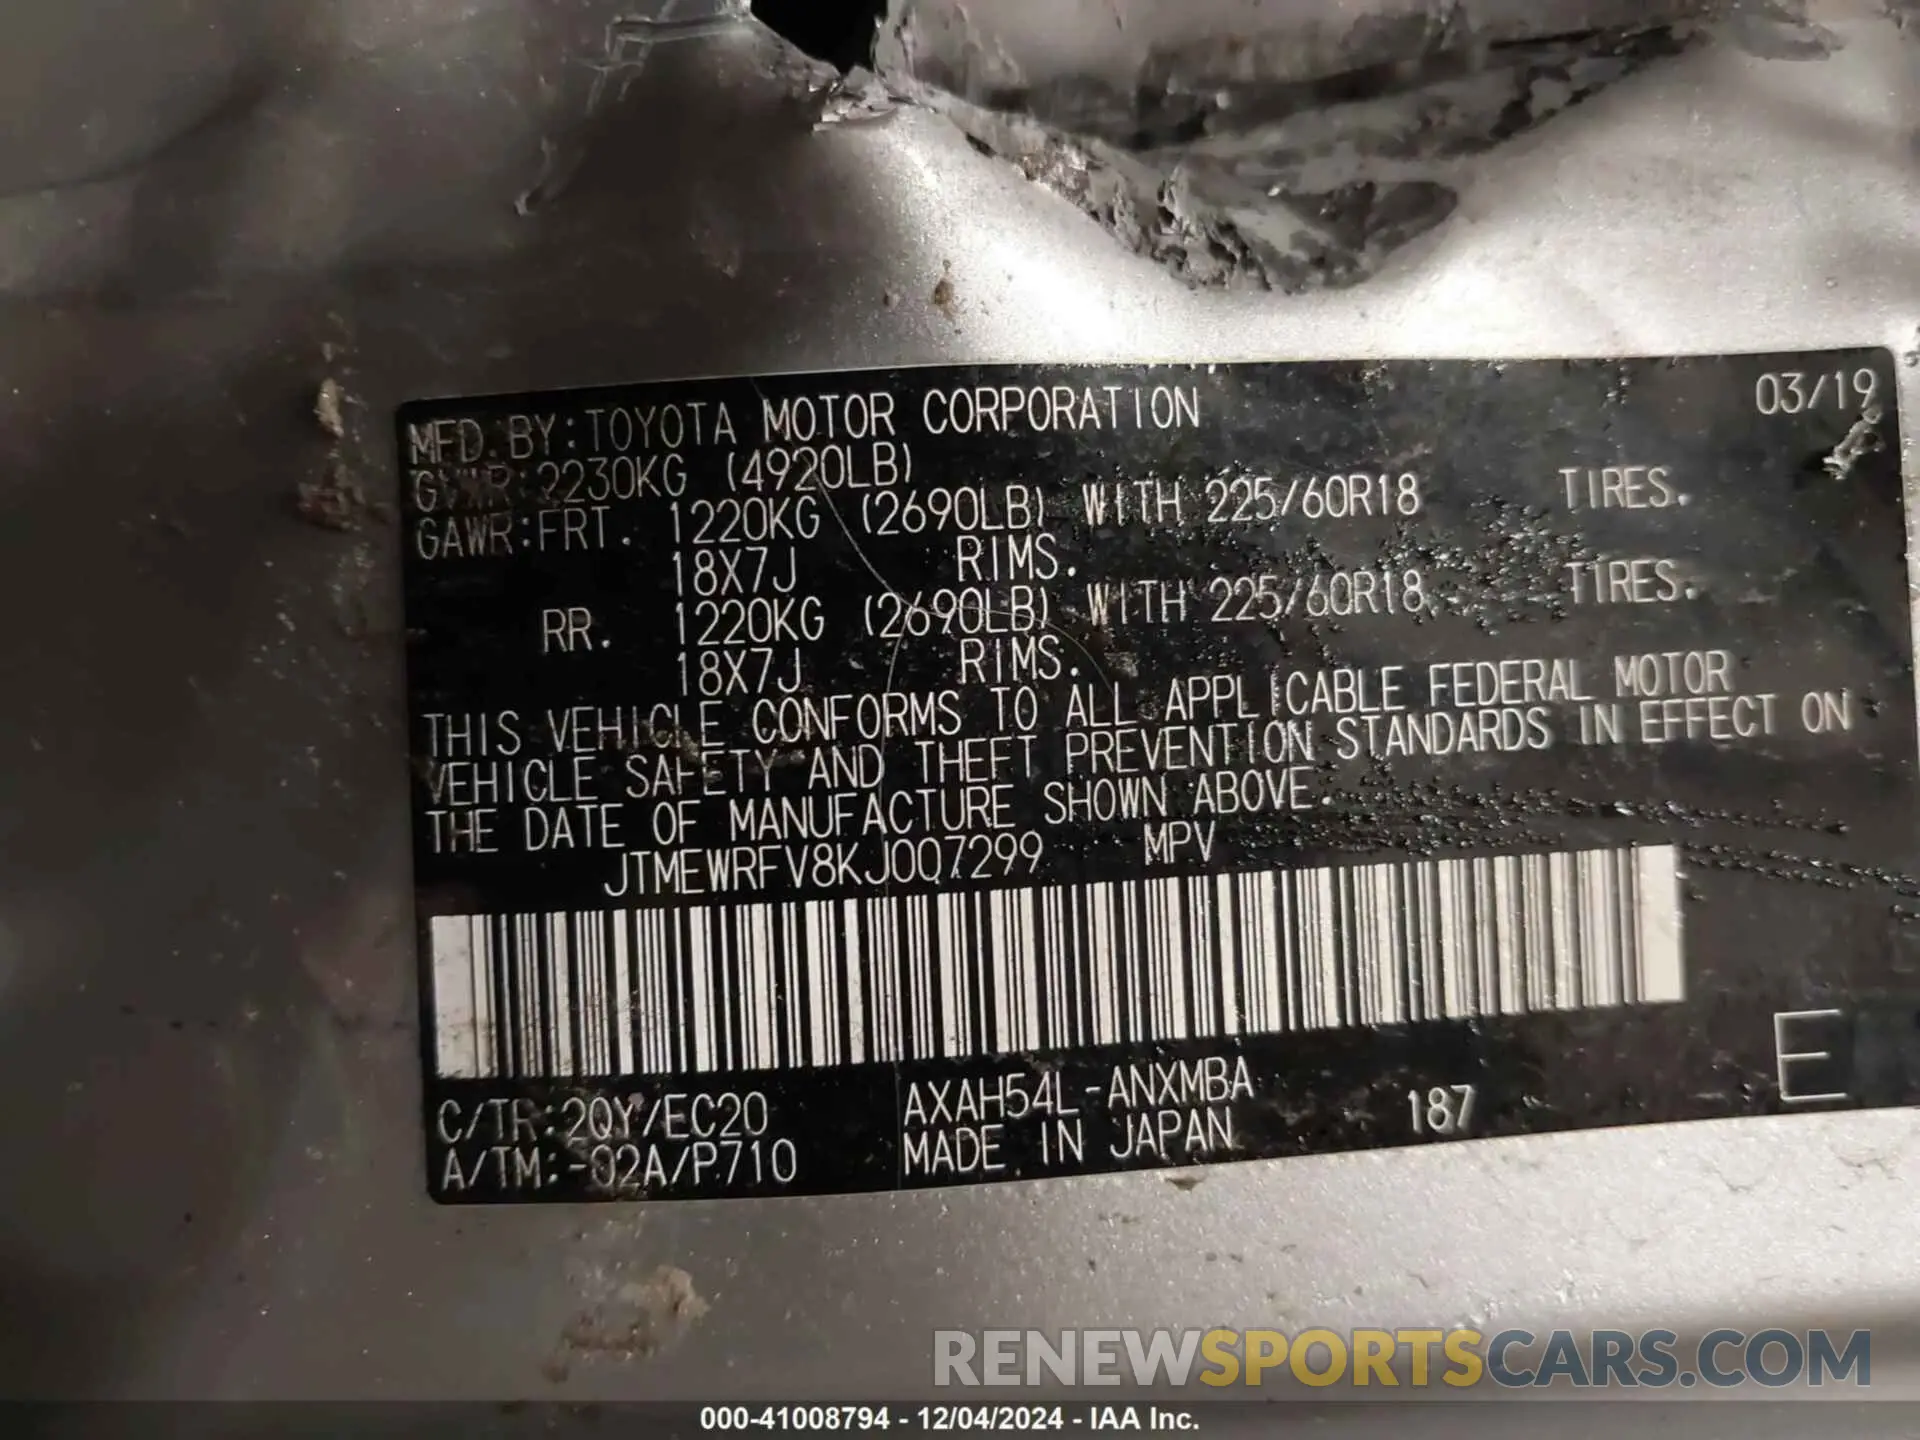 MFD. BY: TOYOTA MOTOR CORPORATION 03/19
GVWR: 2230KG (4920LB)
GAWR: FRT. 1220KG (2690LB) WITH 225/60R18 TIRES.
18X7J RIMS.
RR. 1220KG (2690LB) WITH 225/60R18 TIRES.
18X7J RIMS.
THIS VEHICLE CONFORMS TO ALL APPLICABLE FEDERAL MOTOR
VEHICLE SAFETY AND THEFT PREVENTION STANDARDS IN EFFECT ON
THE DATE OF MANUFACTURE SHOWN ABOVE.
JTMEWRFV8KJ007299 MPV
E
C/TR: 2QY/EC20 AXAH54L-ANXMBA 187
A/TM: -02A/P710 MADE IN JAPAN
RENEWSPORTSCARS.COM
000-41008794 - 12/04/2024 - IAA Inc.